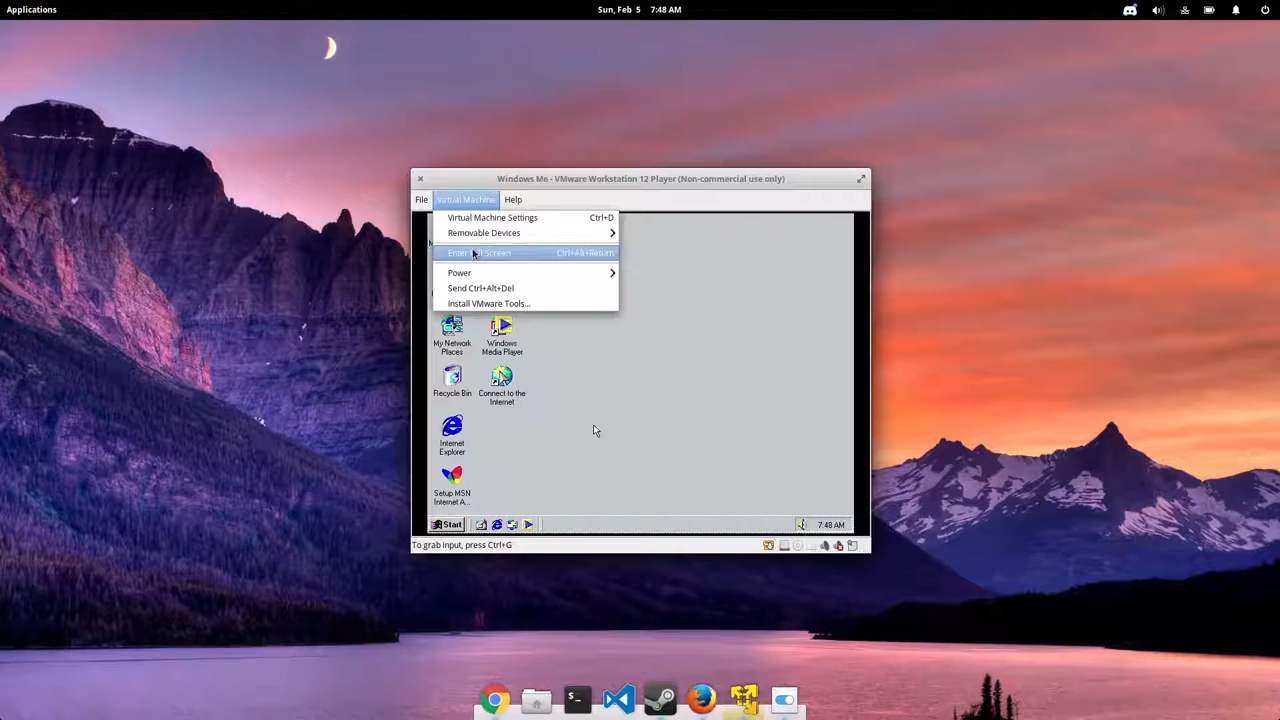 Applications
Sun, Feb 5 7:48 AM
Windows Me - VMware Workstation 12 Player (Non-commercial use only)
File Virtual Machine Help
Virtual Machine Settings Ctrl+D
Removable Devices
Enter Screen Ctrl+Alt+Return
Power
Send Ctrl+Alt+Del
Install VMware Tools...
My Network
Places
Windows
Media Player
Recycle Bin
Connect to the
Internet
Internet
Explorer
Setup MSN
Internet A...
Start 7:48 AM
To grab input, press Ctrl+G